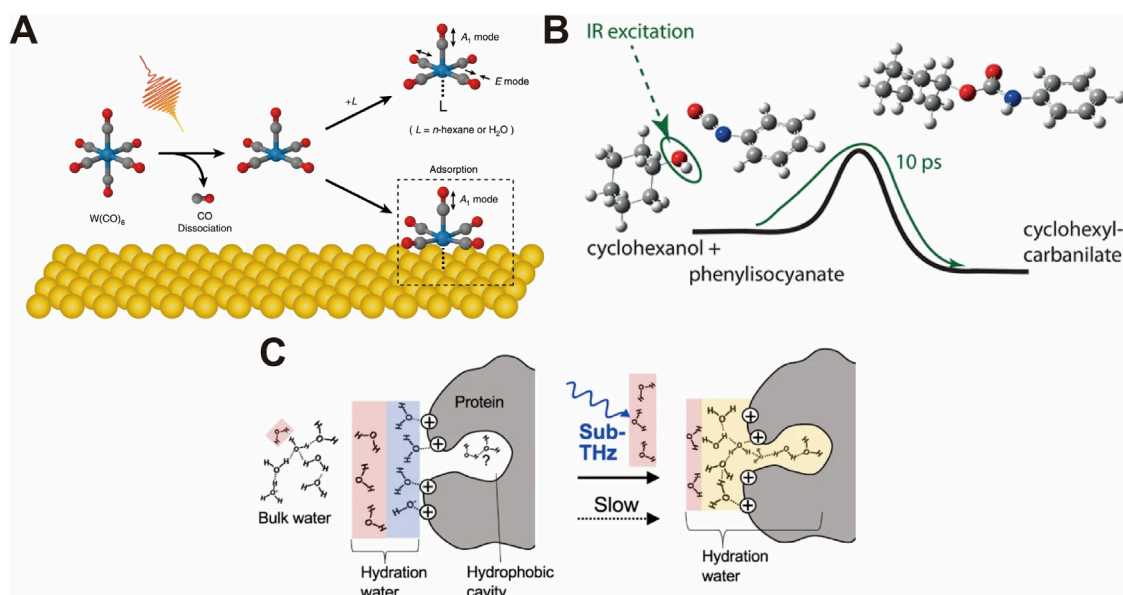 A
A₁ mode
E mode
+L
L
( L = n-hexane or H₂O )
W(CO)₆
CO
Dissociation
Adsorption
A₁ mode
B
IR excitation
10 ps
cyclohexanol +
phenylisocyanate
cyclohexyl-
carbanilate
C
Protein
?
Bulk water
Hydration
water
Hydrophobic
cavity
Sub-
THz
Slow
Hydration
water